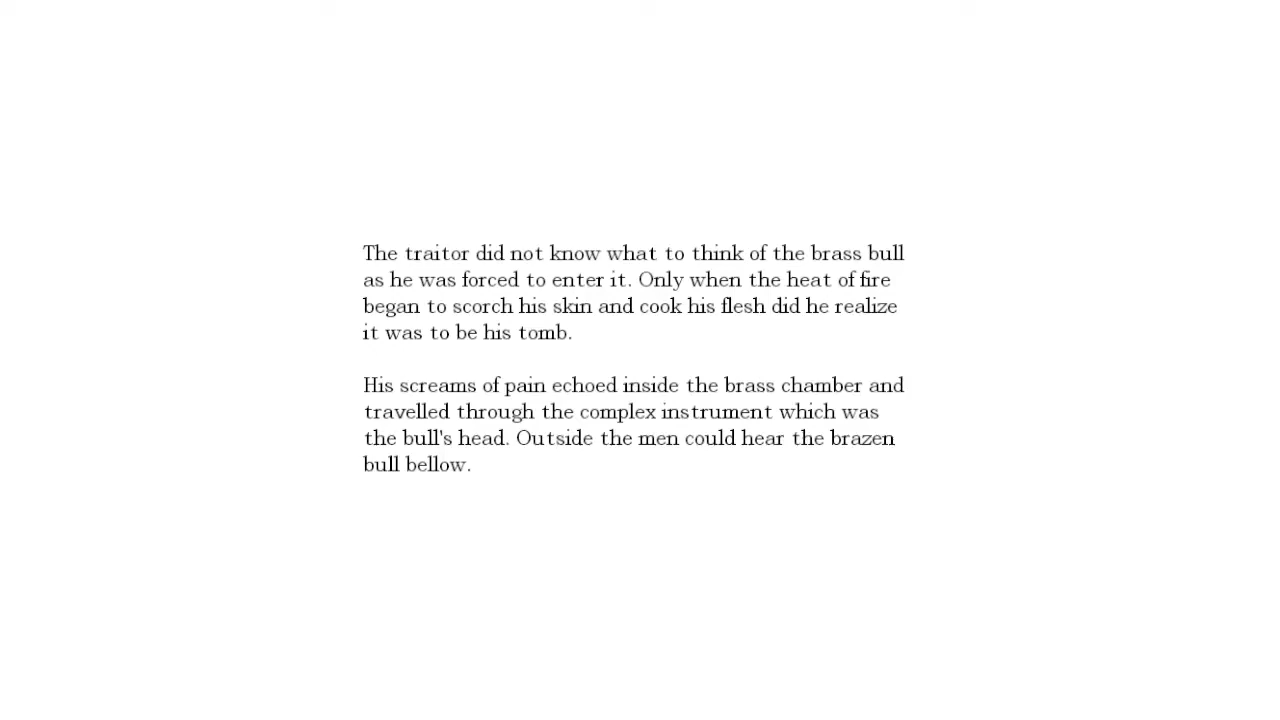 The traitor did not know what to think of the brass bull
as he was forced to enter it. Only when the heat of fire
began to scorch his skin and cook his flesh did he realize
it was to be his tomb.
His screams of pain echoed inside the brass chamber and
travelled through the complex instrument which was
the bull's head. Outside the men could hear the brazen
bull bellow.